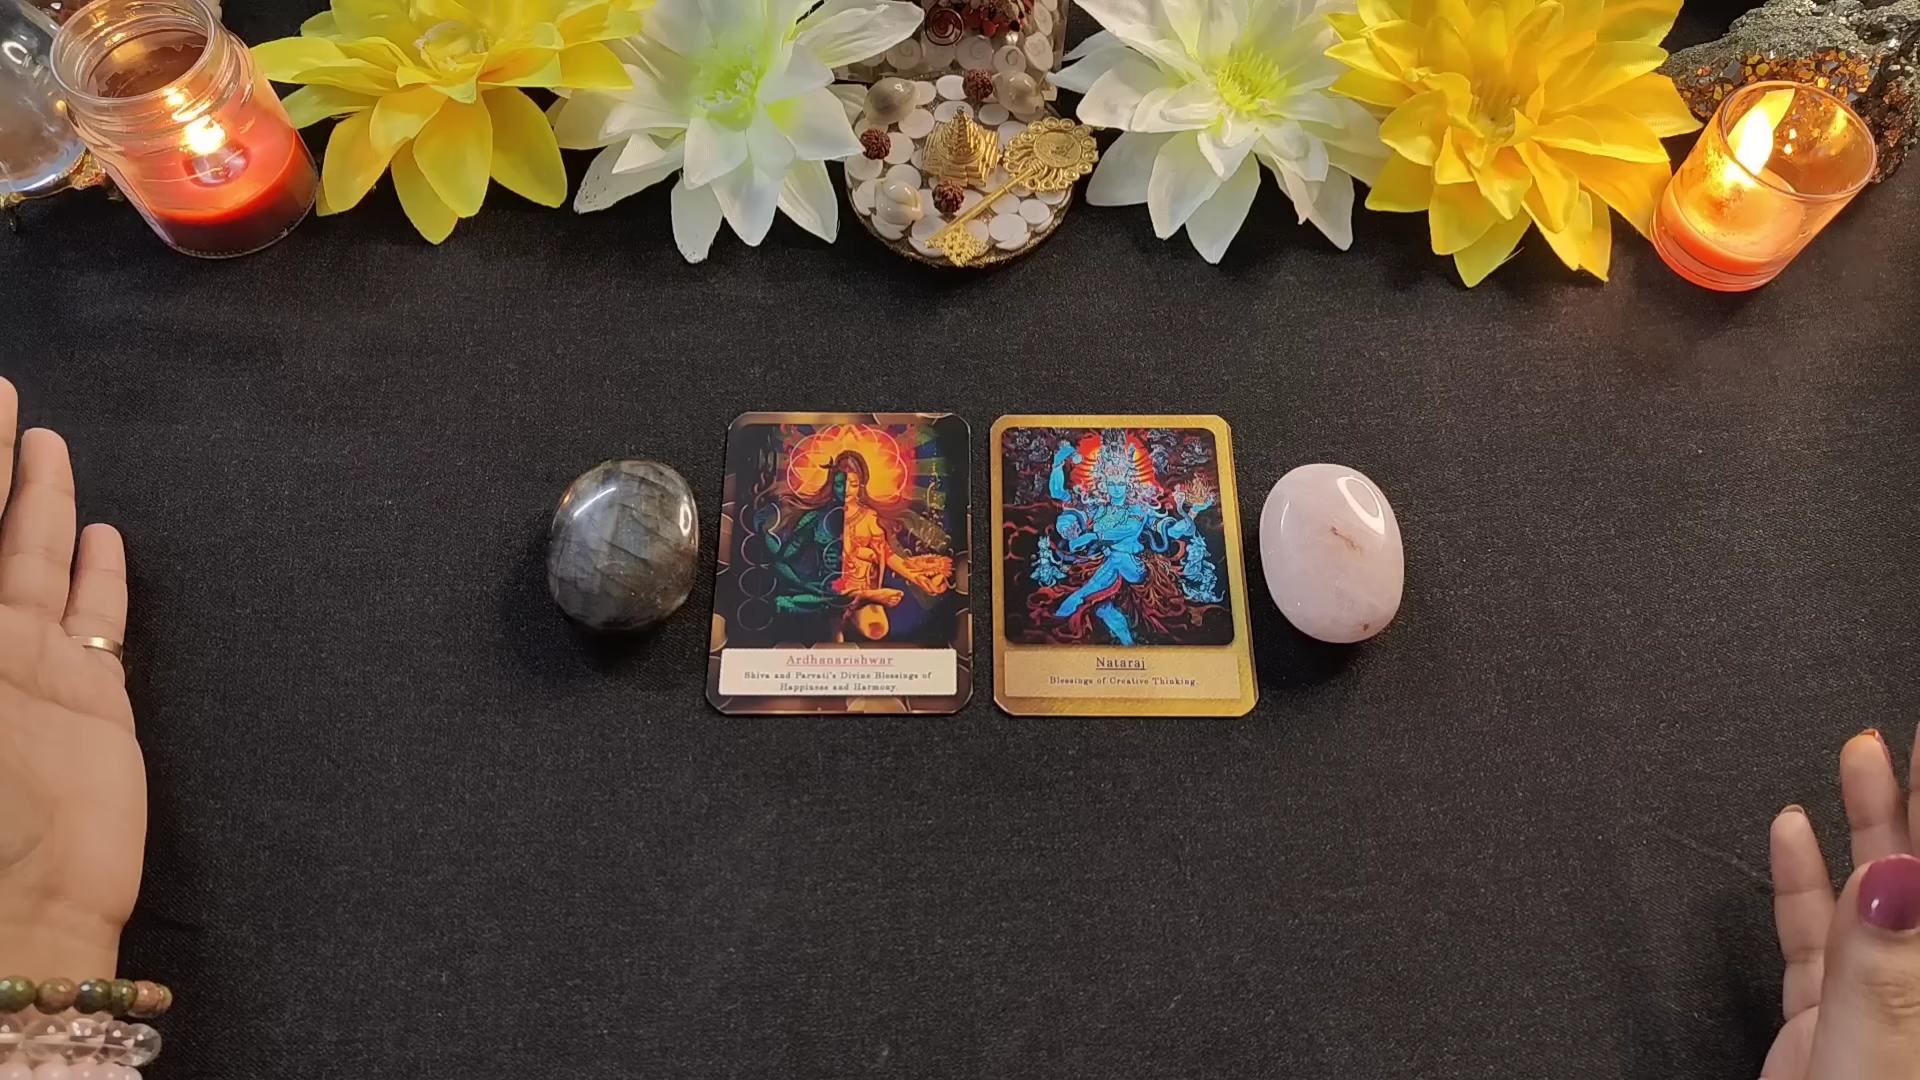 Ardhanarishwar
Shiva and Parvati's Divine Blessings of
Happiness and Harmony.
Nataraj
Blessings of Creative Thinking.